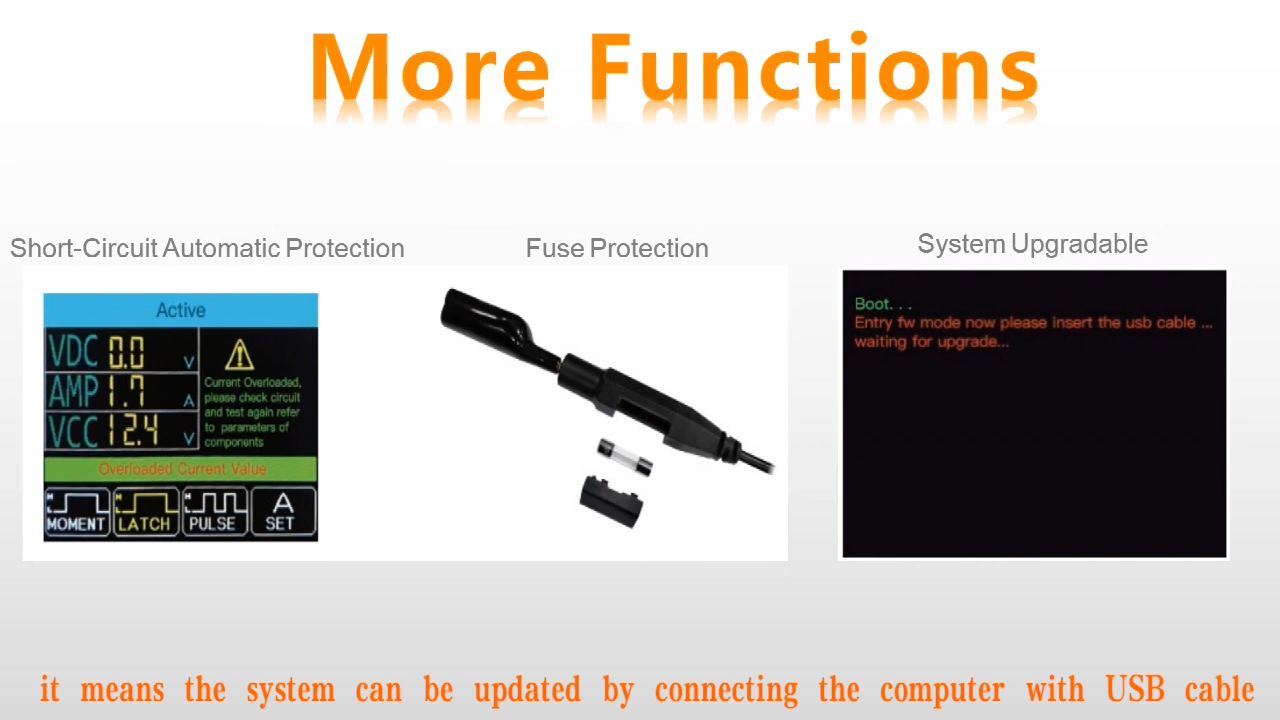 More Functions
Short-Circuit Automatic Protection
Fuse Protection
System Upgradable
Active
VDC 0.0 V
AMP 1.7 A
VCC 12.4 V
Current Overloaded,
please check circuit
and test again refer
to parameters of
components
Overloaded Current Value
H MOMENT
H LATCH
H PULSE
A SET
Boot. . .
Entry fw mode now please insert the usb cable ...
waiting for upgrade...
it means the system can be updated by connecting the computer with USB cable